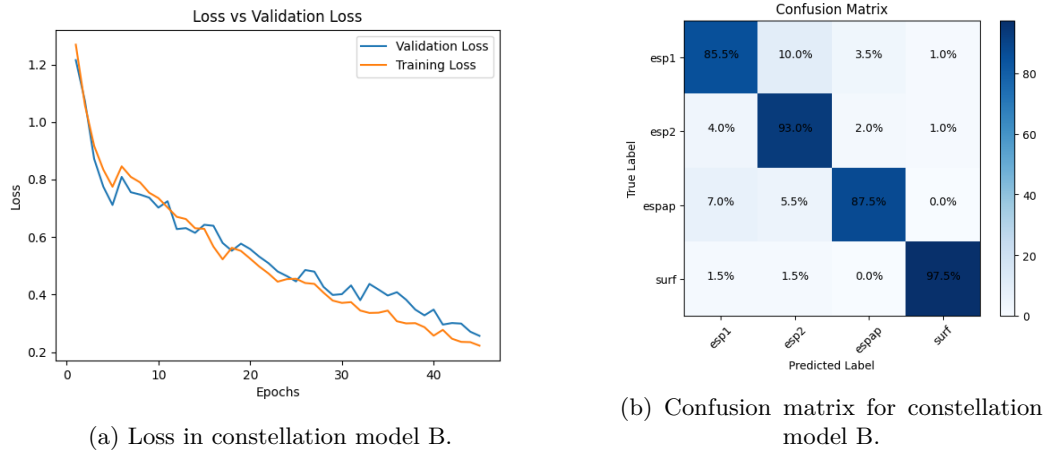 Loss vs Validation Loss
Validation Loss
Training Loss
Loss
1.2
1.0
0.8
0.6
0.4
0.2
0 10 20 30 40
Epochs
(a) Loss in constellation model B.
Confusion Matrix
True Label
esp1 85.5% 10.0% 3.5% 1.0%
esp2 4.0% 93.0% 2.0% 1.0%
espap 7.0% 5.5% 87.5% 0.0%
surf 1.5% 1.5% 0.0% 97.5%
esp1 esp2 espap surf
Predicted Label
80
60
40
20
0
(b) Confusion matrix for constellation
model B.